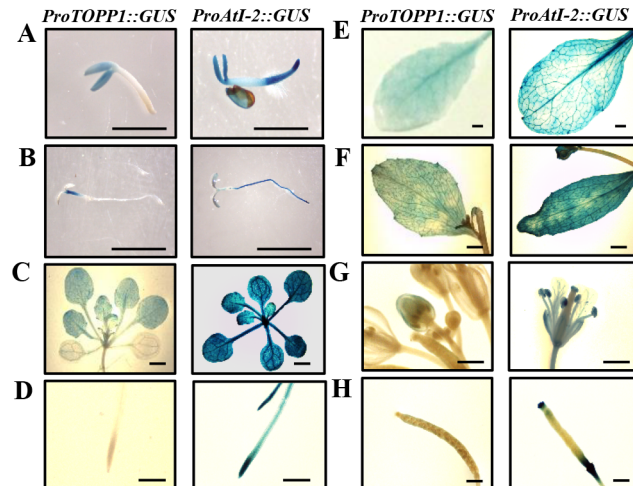 ProTOPP1::GUS ProAtI-2::GUS ProTOPP1::GUS ProAtI-2::GUS
A E
B F
C G
D H